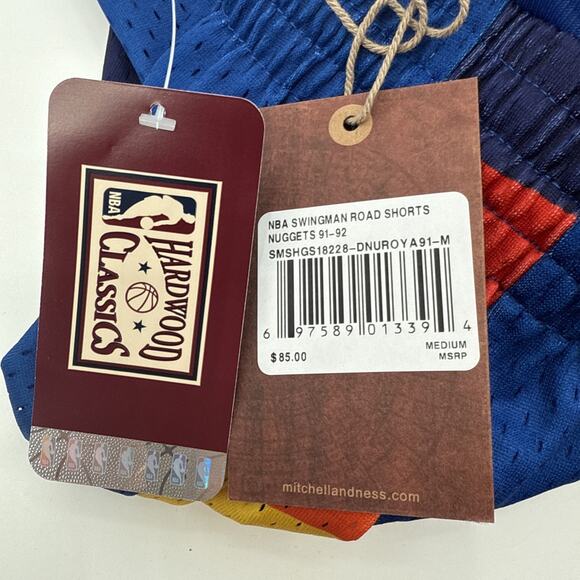 NBA
HARDWOOD
CLASSICS
NBA SWINGMAN ROAD SHORTS
NUGGETS 91-92
SMSHGS18228-DNUROYA91-M
6 97589 01339 4
MEDIUM
$85.00 MSRP
mitchellandness.com